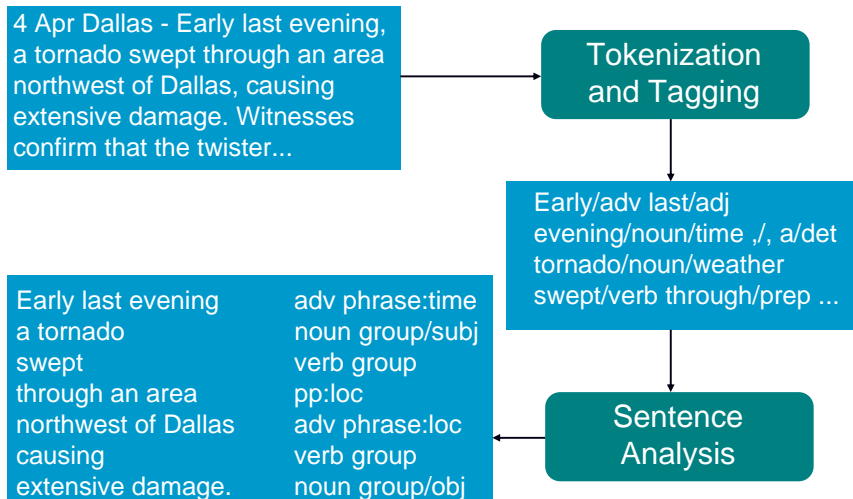 4 Apr Dallas - Early last evening,
a tornado swept through an area
northwest of Dallas, causing
extensive damage. Witnesses
confirm that the twister...
Tokenization
and Tagging
Early/adv last/adj
evening/noun/time ,/, a/det
tornado/noun/weather
swept/verb through/prep ...
Sentence
Analysis
Early last evening adv phrase:time
a tornado noun group/subj
swept verb group
through an area pp:loc
northwest of Dallas adv phrase:loc
causing verb group
extensive damage. noun group/obj